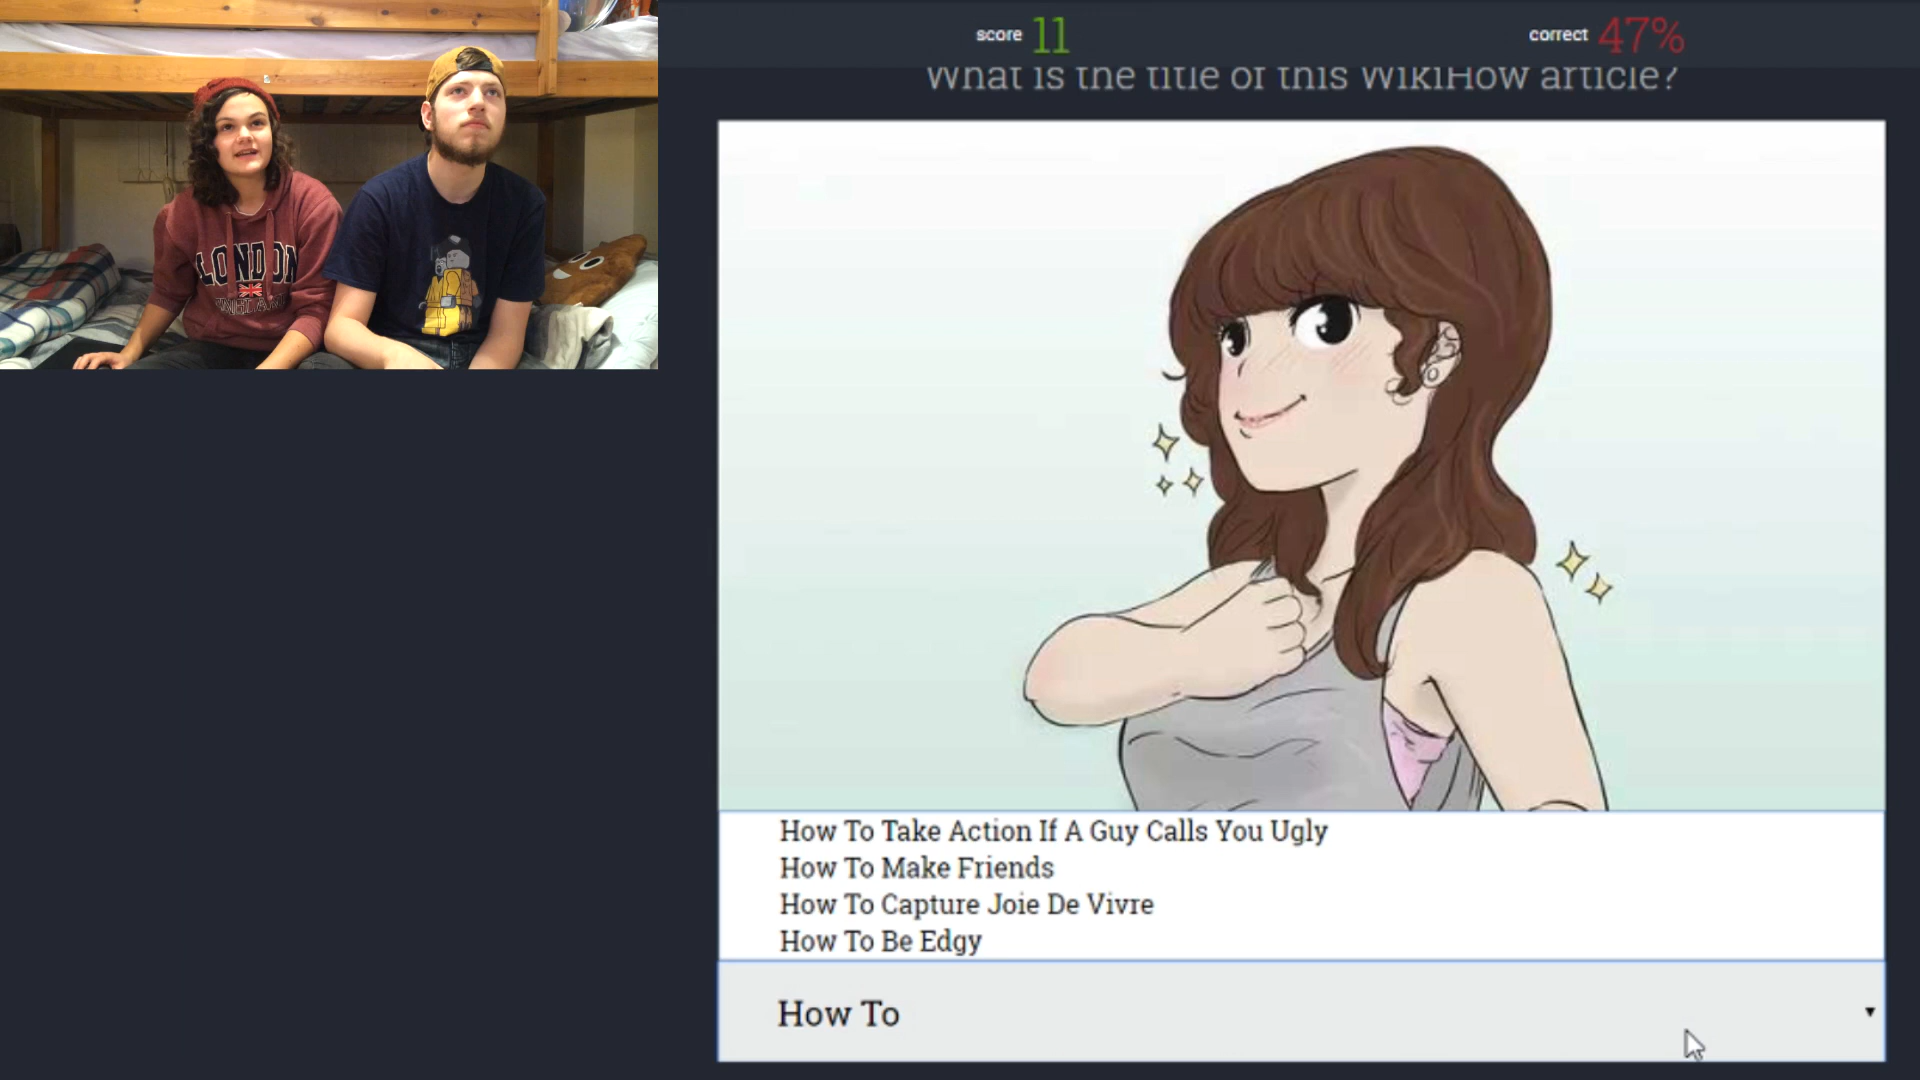 score 11
correct 47%
What is the title of this WikiHow article?
LONDON
How To Take Action If A Guy Calls You Ugly
How To Make Friends
How To Capture Joie De Vivre
How To Be Edgy
How To